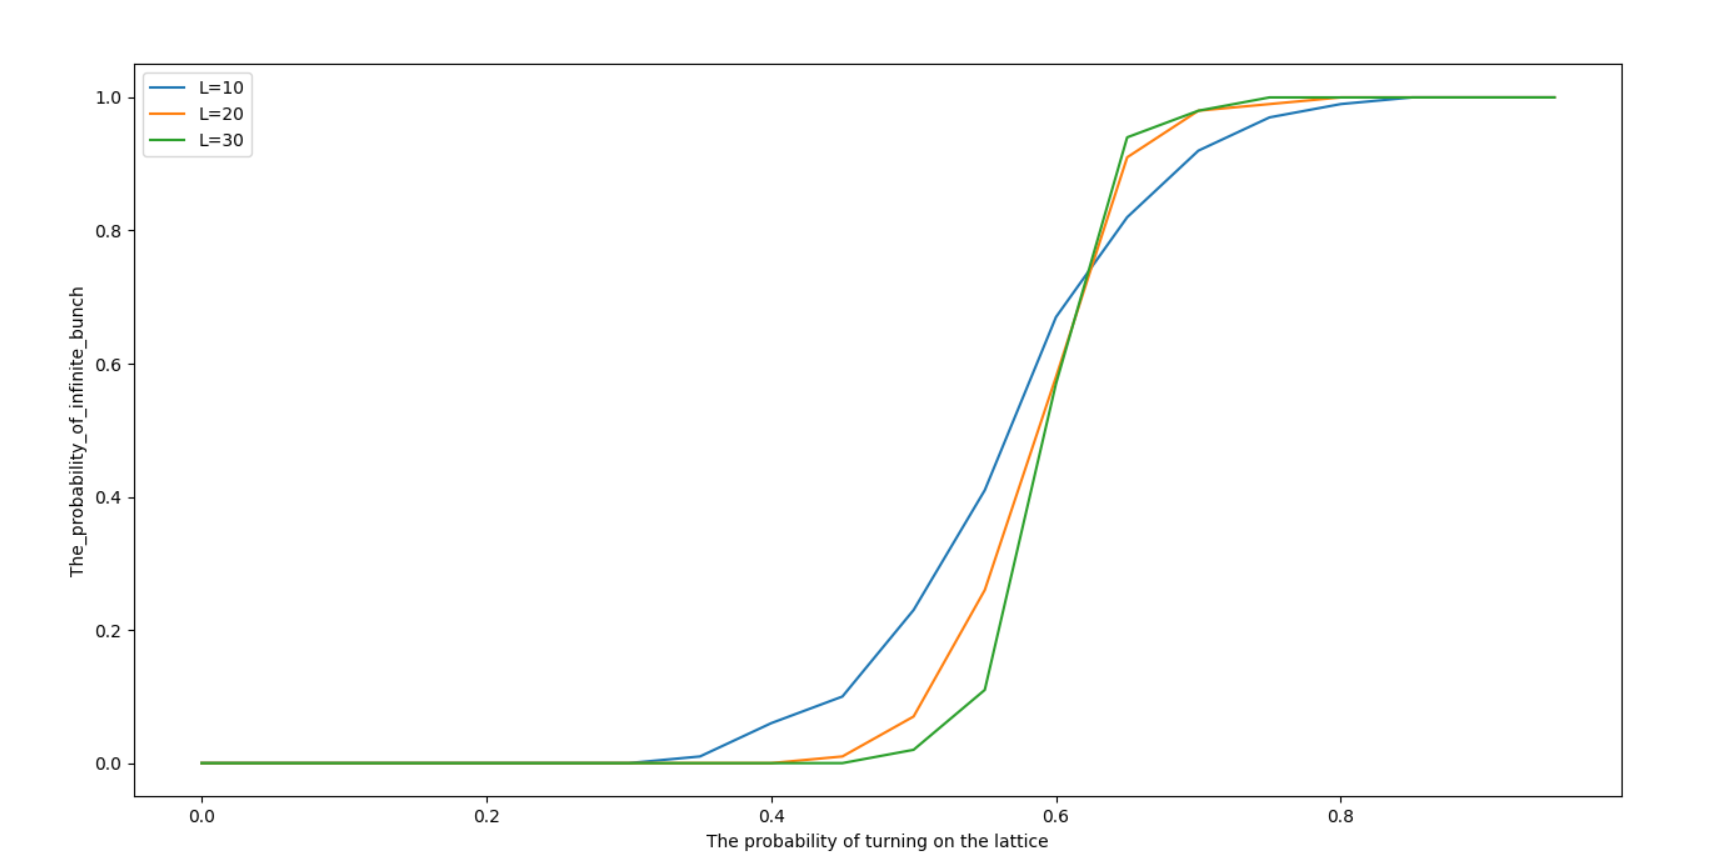 L=10
L=20
L=30
1.0
0.8
0.6
0.4
0.2
0.0
The_probability_of_infinite_bunch
0.0 0.2 0.4 0.6 0.8
The probability of turning on the lattice